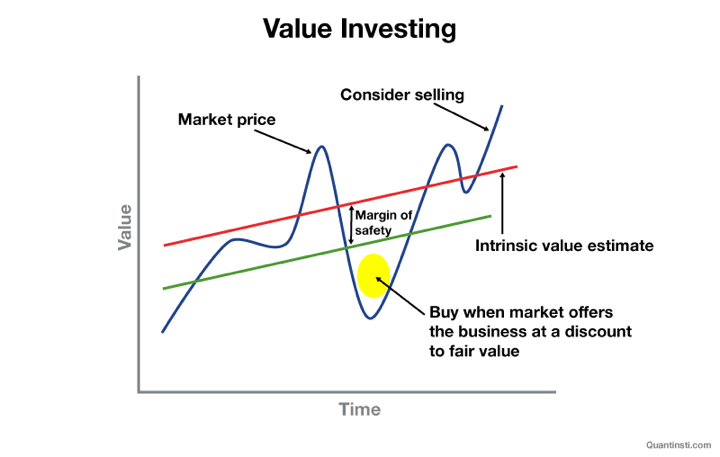 Value Investing
Consider selling
Market price
Margin of
safety
Value
Intrinsic value estimate
Buy when market offers
the business at a discount
to fair value
Time
Quantinsti.com